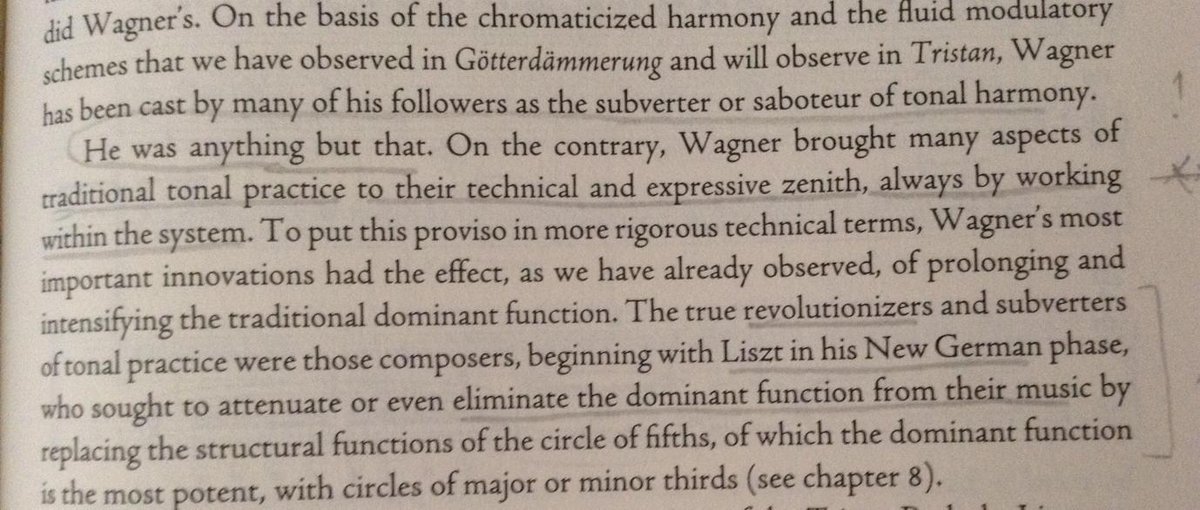 did Wagner's. On the basis of the chromaticized harmony and the fluid modulatory
schemes that we have observed in Götterdämmerung and will observe in Tristan, Wagner
has been cast by many of his followers as the subverter or saboteur of tonal harmony.
He was anything but that. On the contrary, Wagner brought many aspects of
traditional tonal practice to their technical and expressive zenith, always by working
within the system. To put this proviso in more rigorous technical terms, Wagner's most
important innovations had the effect, as we have already observed, of prolonging and
intensifying the traditional dominant function. The true revolutionizers and subverters
of tonal practice were those composers, beginning with Liszt in his New German phase,
who sought to attenuate or even eliminate the dominant function from their music by
replacing the structural functions of the circle of fifths, of which the dominant function
is the most potent, with circles of major or minor thirds (see chapter 8).